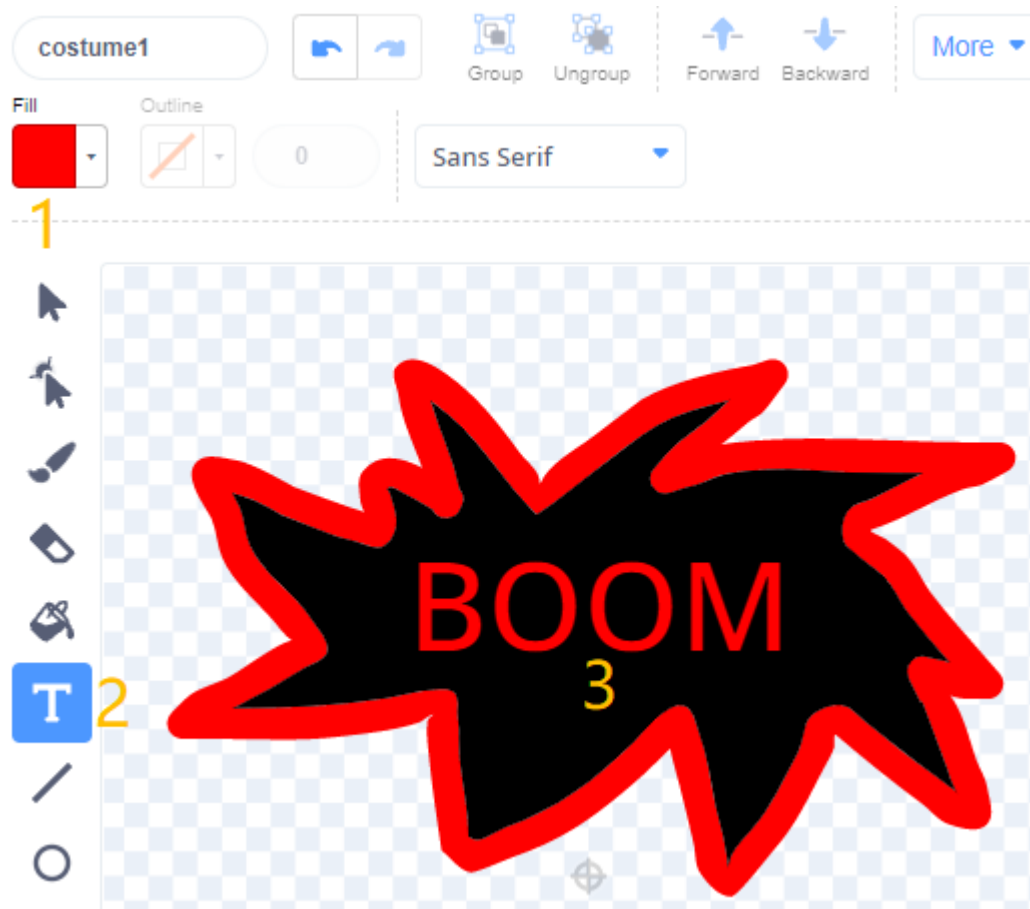 costume1
Group
Ungroup
Forward
Backward
More
Fill
Outline
0
Sans Serif
1
T
2
BOOM
3